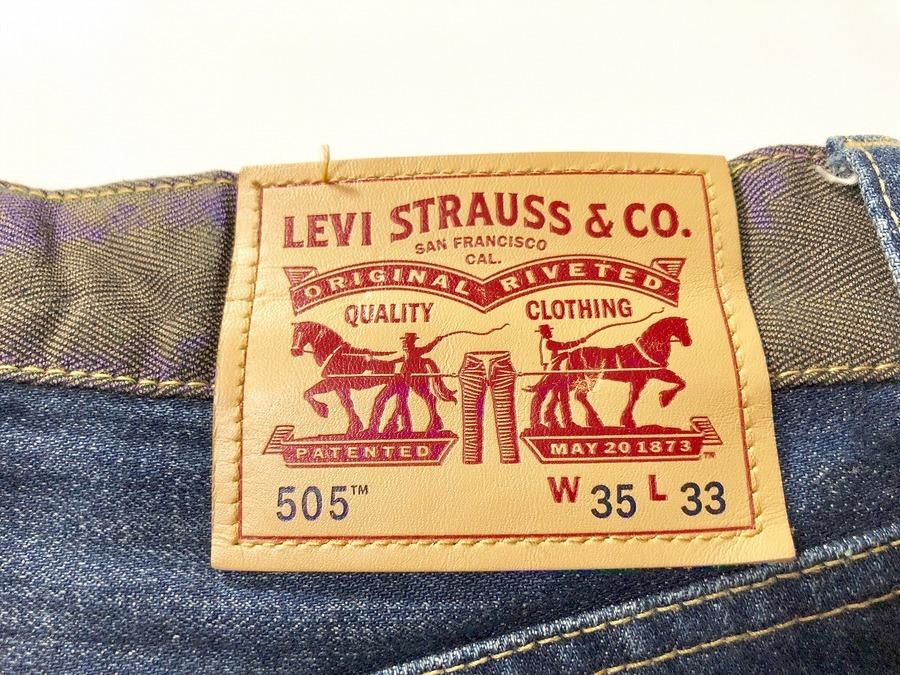 LEVI STRAUSS & CO.
SAN FRANCISCO
CAL.
ORIGINAL RIVETED
QUALITY CLOTHING
PATENTED MAY 20 1873 ™
505™ W 35 L 33